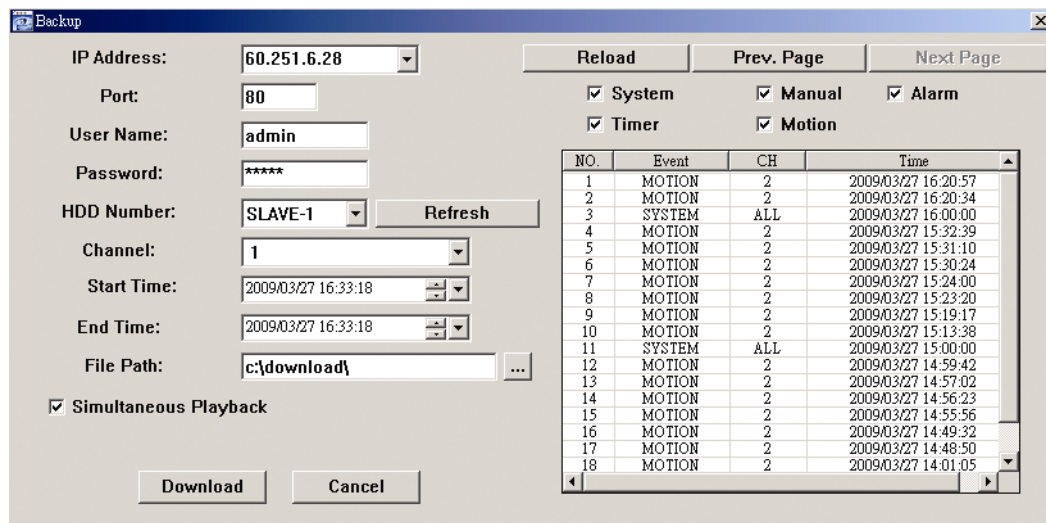 Backup
IP Address: 60.251.6.28
Port: 80
User Name: admin
Password: *****
HDD Number: SLAVE-1 Refresh
Channel: 1
Start Time: 2009/03/27 16:33:18
End Time: 2009/03/27 16:33:18
File Path: c:\download\ ...
Simultaneous Playback
Download Cancel
Reload Prev. Page Next Page
System Manual Alarm
Timer Motion
NO. Event CH Time
1 MOTION 2 2009/03/27 16:20:57
2 MOTION 2 2009/03/27 16:20:34
3 SYSTEM ALL 2009/03/27 16:00:00
4 MOTION 2 2009/03/27 15:32:39
5 MOTION 2 2009/03/27 15:31:10
6 MOTION 2 2009/03/27 15:30:24
7 MOTION 2 2009/03/27 15:24:00
8 MOTION 2 2009/03/27 15:23:20
9 MOTION 2 2009/03/27 15:19:17
10 MOTION 2 2009/03/27 15:13:38
11 SYSTEM ALL 2009/03/27 15:00:00
12 MOTION 2 2009/03/27 14:59:42
13 MOTION 2 2009/03/27 14:57:02
14 MOTION 2 2009/03/27 14:56:23
15 MOTION 2 2009/03/27 14:55:56
16 MOTION 2 2009/03/27 14:49:32
17 MOTION 2 2009/03/27 14:48:50
18 MOTION 2 2009/03/27 14:01:05